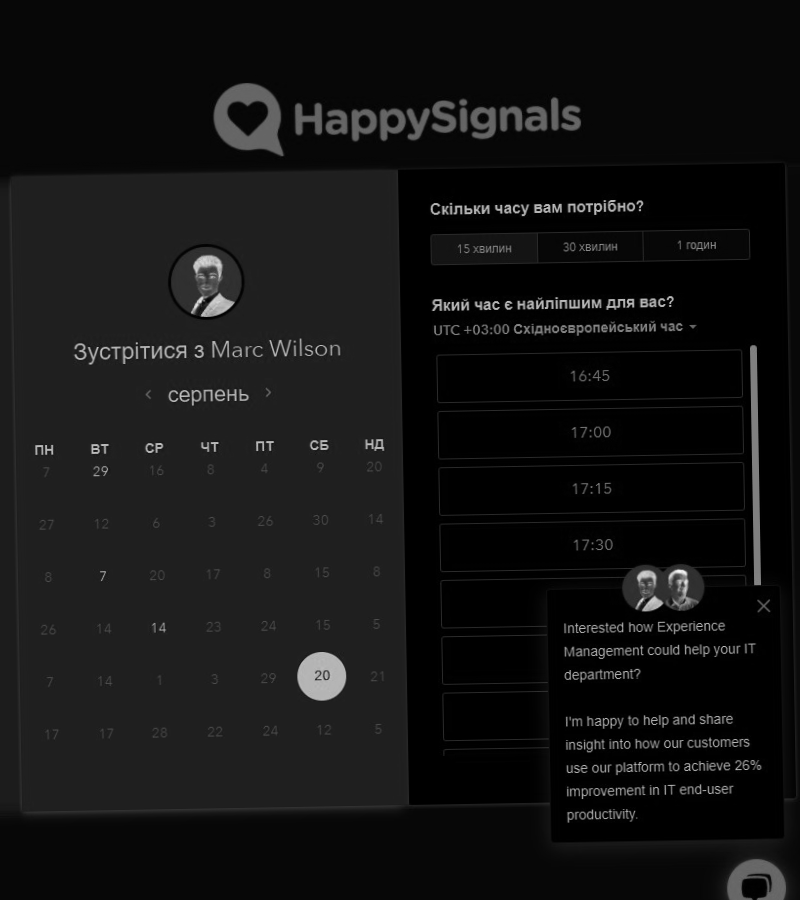 HappySignals
Зустрітися з Marc Wilson
серпень
ПН ВТ СР ЧТ ПТ СБ НД
7 29 16 8 4 9 20
27 12 6 3 26 30 14
8 7 20 17 8 15 8
26 14 14 23 24 15 5
7 14 1 3 29 20 21
17 17 28 22 24 12 5
Скільки часу вам потрібно?
15 хвилин 30 хвилин 1 годин
Який час є найліпшим для вас?
UTC +03:00 Східноєвропейський час
16:45
17:00
17:15
17:30
Interested how Experience
Management could help your IT
department?
I'm happy to help and share
insight into how our customers
use our platform to achieve 26%
improvement in IT end-user
productivity.